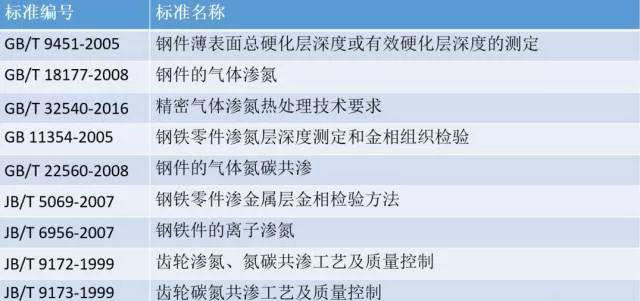 标准编号 标准名称
GB/T 9451-2005 钢件薄表面总硬化层深度或有效硬化层深度的测定
GB/T 18177-2008 钢件的气体渗氮
GB/T 32540-2016 精密气体渗氮热处理技术要求
GB 11354-2005 钢铁零件渗氮层深度测定和金相组织检验
GB/T 22560-2008 钢件的气体氮碳共渗
JB/T 5069-2007 钢铁零件渗金属层金相检验方法
JB/T 6956-2007 钢铁件的离子渗氮
JB/T 9172-1999 齿轮渗氮、氮碳共渗工艺及质量控制
JB/T 9173-1999 齿轮碳氮共渗工艺及质量控制